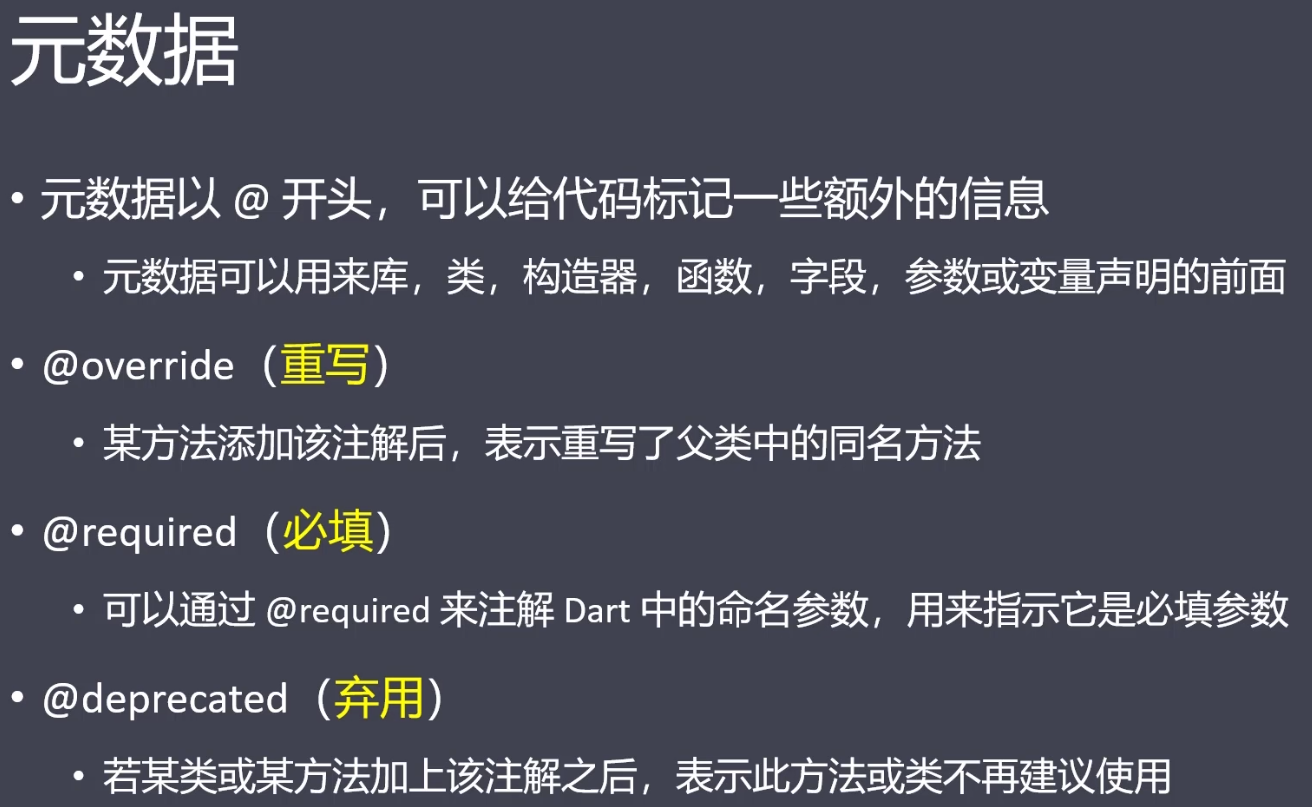 元数据
• 元数据以 @ 开头，可以给代码标记一些额外的信息
• 元数据可以用来库，类，构造器，函数，字段，参数或变量声明的前面
• @override（重写）
• 某方法添加该注解后，表示重写了父类中的同名方法
• @required（必填）
• 可以通过 @required 来注解 Dart 中的命名参数，用来指示它是必填参数
• @deprecated（弃用）
• 若某类或某方法加上该注解之后，表示此方法或类不再建议使用